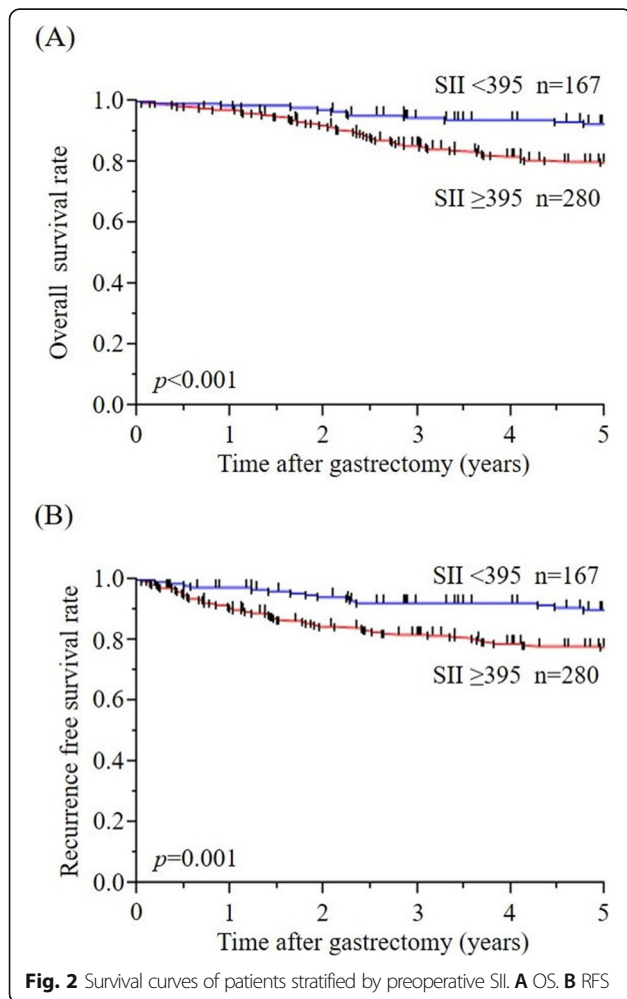 (A)
SII <395 n=167
1.0
0.8
SII ≥395 n=280
0.6
0.4
0.2
p<0.001
0.0
0 1 2 3 4 5
Overall survival rate
Time after gastrectomy (years)
(B)
SII <395 n=167
1.0
0.8
SII ≥395 n=280
0.6
0.4
0.2
p=0.001
0.0
0 1 2 3 4 5
Recurrence free survival rate
Time after gastrectomy (years)
Fig. 2 Survival curves of patients stratified by preoperative SII. A OS. B RFS